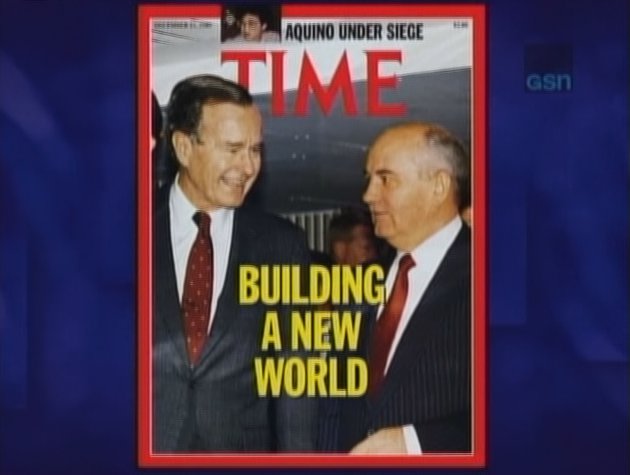 AQUINO UNDER SIEGE
TIME
GSN
BUILDING
A NEW
WORLD